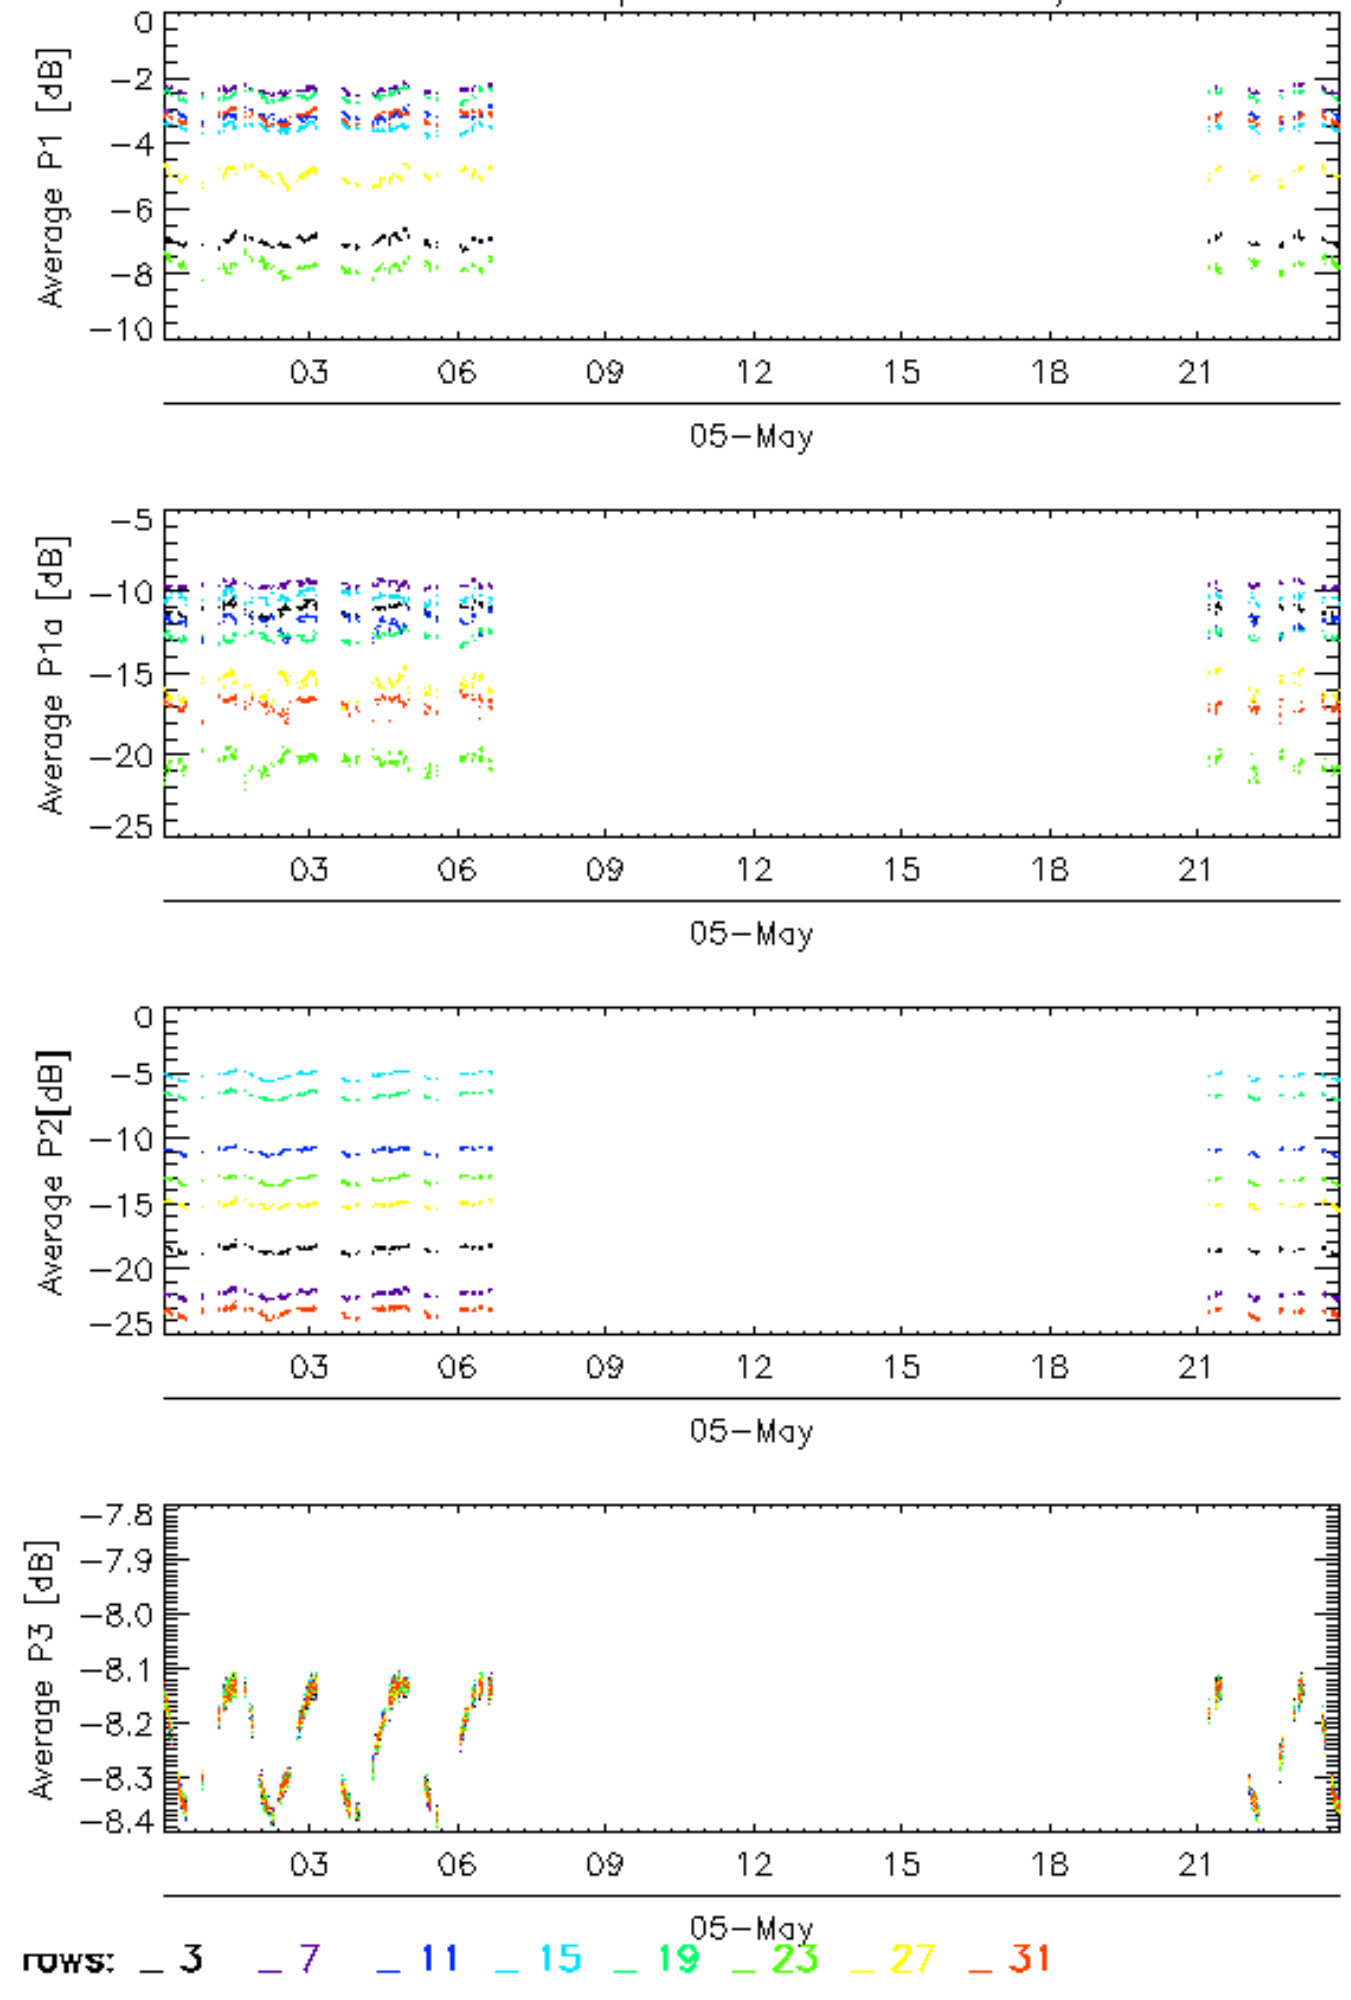 0
−2
−4
−6
−8
−10
Average P1 [dB]
03 06 09 12 15 18 21
05−May
−5
−10
−15
−20
−25
Average P1a [dB]
03 06 09 12 15 18 21
05−May
0
−5
−10
−15
−20
−25
Average P2[dB]
03 06 09 12 15 18 21
05−May
−7.8
−7.9
−8.0
−8.1
−8.2
−8.3
−8.4
Average P3 [dB]
03 06 09 12 15 18 21
05−May
rows: _ 3 _ 7 _ 11 _ 15 _ 19 _ 23 _ 27 _ 31